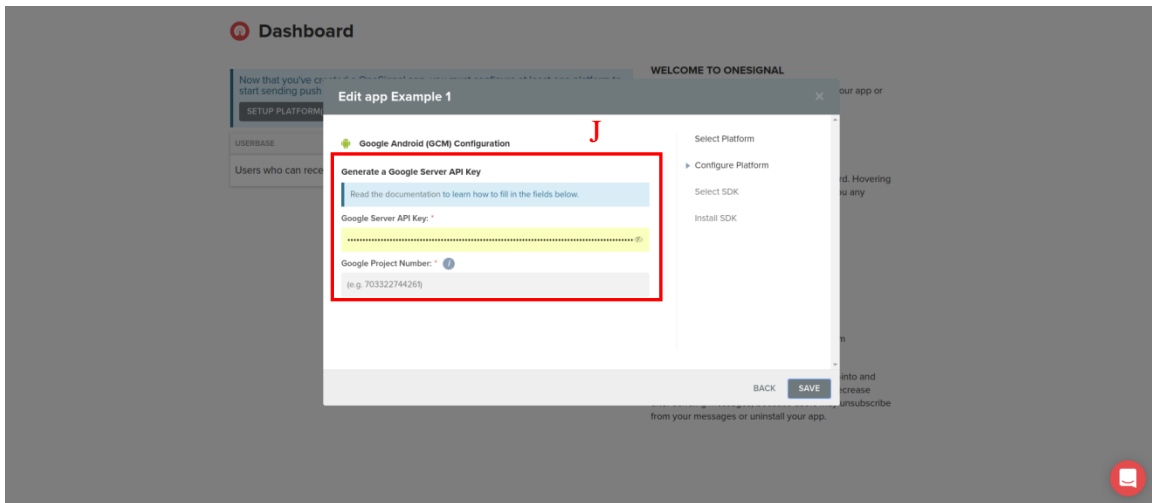 Dashboard
Now that you've cr
start sending push
SETUP PLATFORM(
USERBASE
Users who can rece
WELCOME TO ONESIGNAL
our app or
rd. Hovering
u any
m
into and
crease
unsubscribe
from your messages or uninstall your app.
Edit app Example 1
×
J
Google Android (GCM) Configuration
Generate a Google Server API Key
Read the documentation to learn how to fill in the fields below.
Google Server API Key: *
Google Project Number: * i
(e.g. 703322744261)
Select Platform
Configure Platform
Select SDK
Install SDK
BACK SAVE